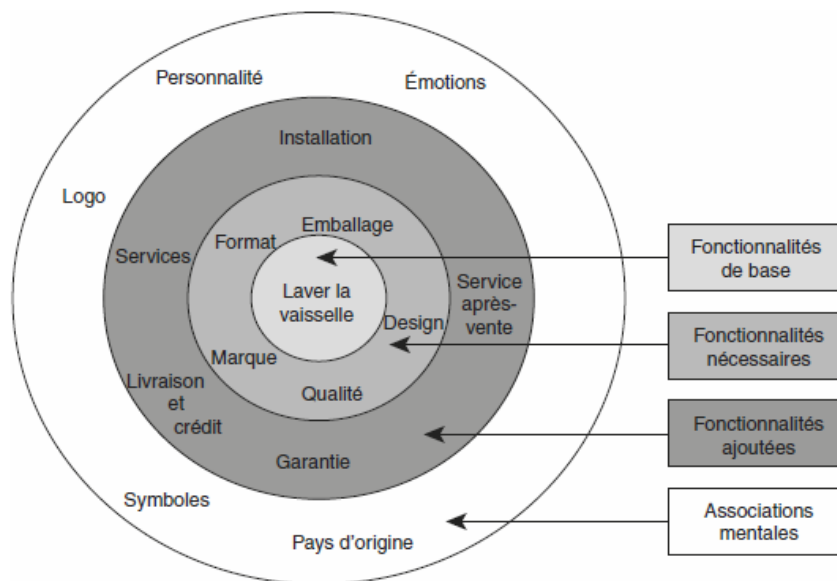 Personnalité
Émotions
Installation
Logo
Emballage
Format
Services
Laver la
vaisselle
Service
après-
vente
Design
Marque
Qualité
Livraison
et
crédit
Garantie
Symboles
Pays d'origine
Fonctionnalités
de base
Fonctionnalités
nécessaires
Fonctionnalités
ajoutées
Associations
mentales